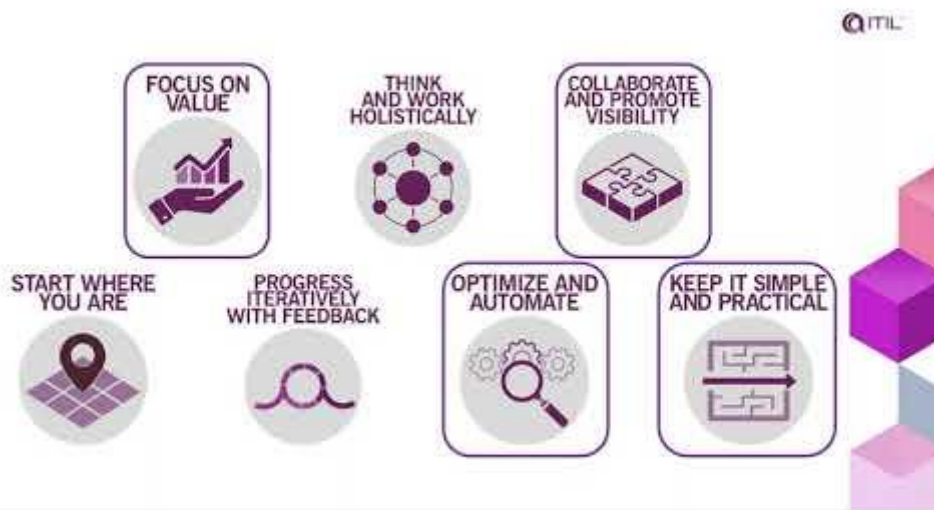 ITIL
FOCUS ON
VALUE
THINK
AND WORK
HOLISTICALLY
COLLABORATE
AND PROMOTE
VISIBILITY
START WHERE
YOU ARE
PROGRESS
ITERATIVELY
WITH FEEDBACK
OPTIMIZE AND
AUTOMATE
KEEP IT SIMPLE
AND PRACTICAL